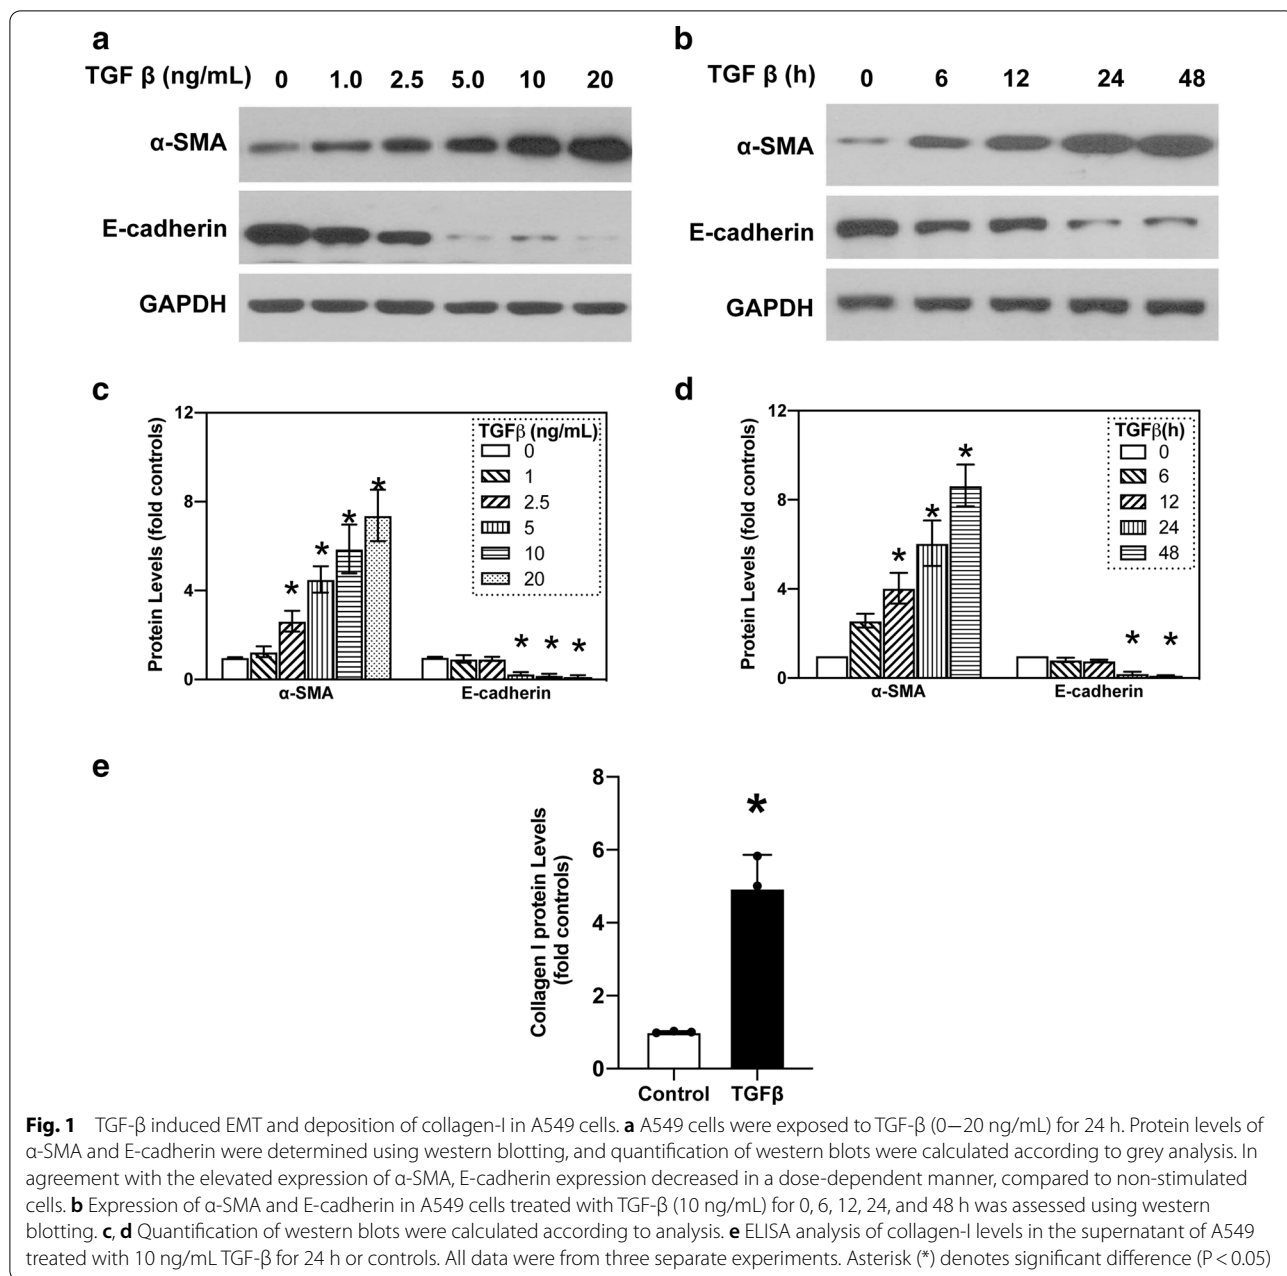 a
TGF β (ng/mL) 0 1.0 2.5 5.0 10 20
α-SMA
E-cadherin
GAPDH
b
TGF β (h) 0 6 12 24 48
α-SMA
E-cadherin
GAPDH
c
Protein Levels (fold controls)
12
8
4
0
TGFβ (ng/mL)
0
1
2.5
5
10
20
* * * *
* * *
α-SMA E-cadherin
d
Protein Levels (fold controls)
12
8
4
0
TGFβ(h)
0
6
12
24
48
* * *
* *
α-SMA E-cadherin
e
Collagen I protein Levels
(fold controls)
8
6
4
2
0
*
Control TGFβ
Fig. 1 TGF-β induced EMT and deposition of collagen-I in A549 cells. a A549 cells were exposed to TGF-β (0—20 ng/mL) for 24 h. Protein levels of
α-SMA and E-cadherin were determined using western blotting, and quantification of western blots were calculated according to grey analysis. In
agreement with the elevated expression of α-SMA, E-cadherin expression decreased in a dose-dependent manner, compared to non-stimulated
cells. b Expression of α-SMA and E-cadherin in A549 cells treated with TGF-β (10 ng/mL) for 0, 6, 12, 24, and 48 h was assessed using western
blotting. c, d Quantification of western blots were calculated according to analysis. e ELISA analysis of collagen-I levels in the supernatant of A549
treated with 10 ng/mL TGF-β for 24 h or controls. All data were from three separate experiments. Asterisk (*) denotes significant difference (P < 0.05)